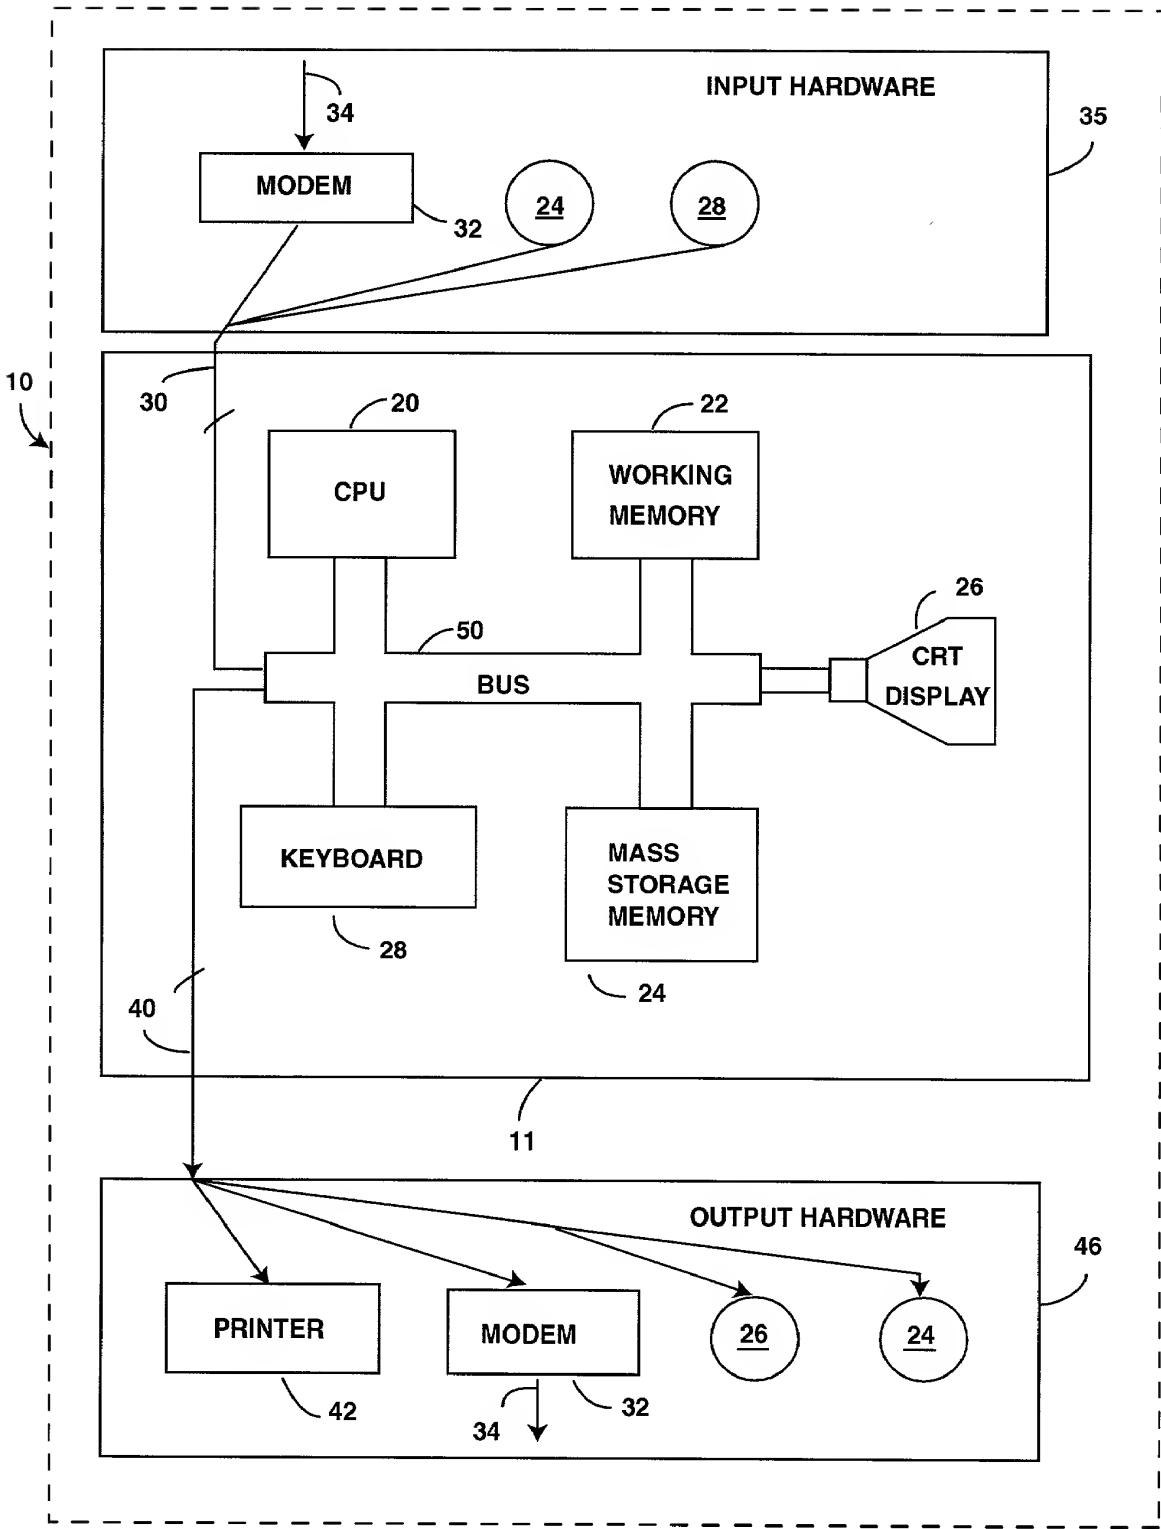 INPUT HARDWARE
34
35
MODEM
32
24
28
10
30
20
22
CPU
WORKING
MEMORY
26
50
CRT
DISPLAY
BUS
KEYBOARD
MASS
STORAGE
MEMORY
28
24
40
11
OUTPUT HARDWARE
46
PRINTER
MODEM
26
24
42
34
32